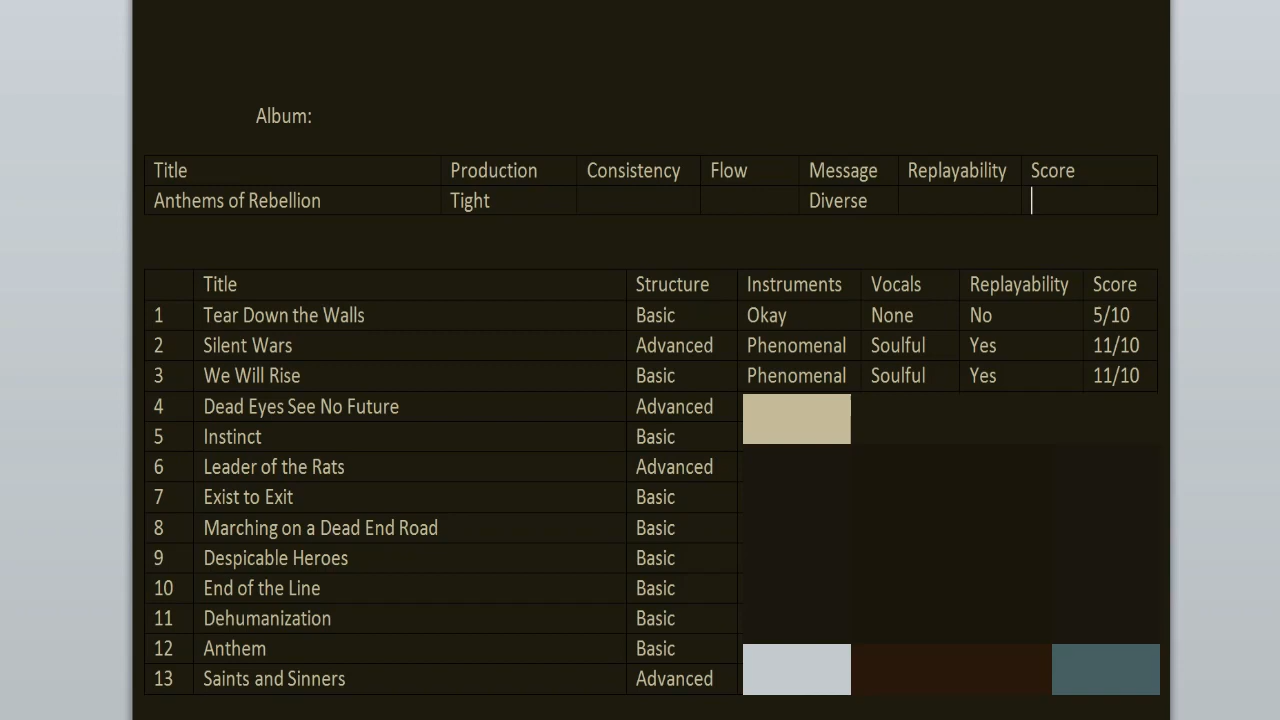 Album:
Title Production Consistency Flow Message Replayability Score
Anthems of Rebellion Tight Diverse
Title Structure Instruments Vocals Replayability Score
1 Tear Down the Walls Basic Okay None No 5/10
2 Silent Wars Advanced Phenomenal Soulful Yes 11/10
3 We Will Rise Basic Phenomenal Soulful Yes 11/10
4 Dead Eyes See No Future Advanced
5 Instinct Basic
6 Leader of the Rats Advanced
7 Exist to Exit Basic
8 Marching on a Dead End Road Basic
9 Despicable Heroes Basic
10 End of the Line Basic
11 Dehumanization Basic
12 Anthem Basic
13 Saints and Sinners Advanced